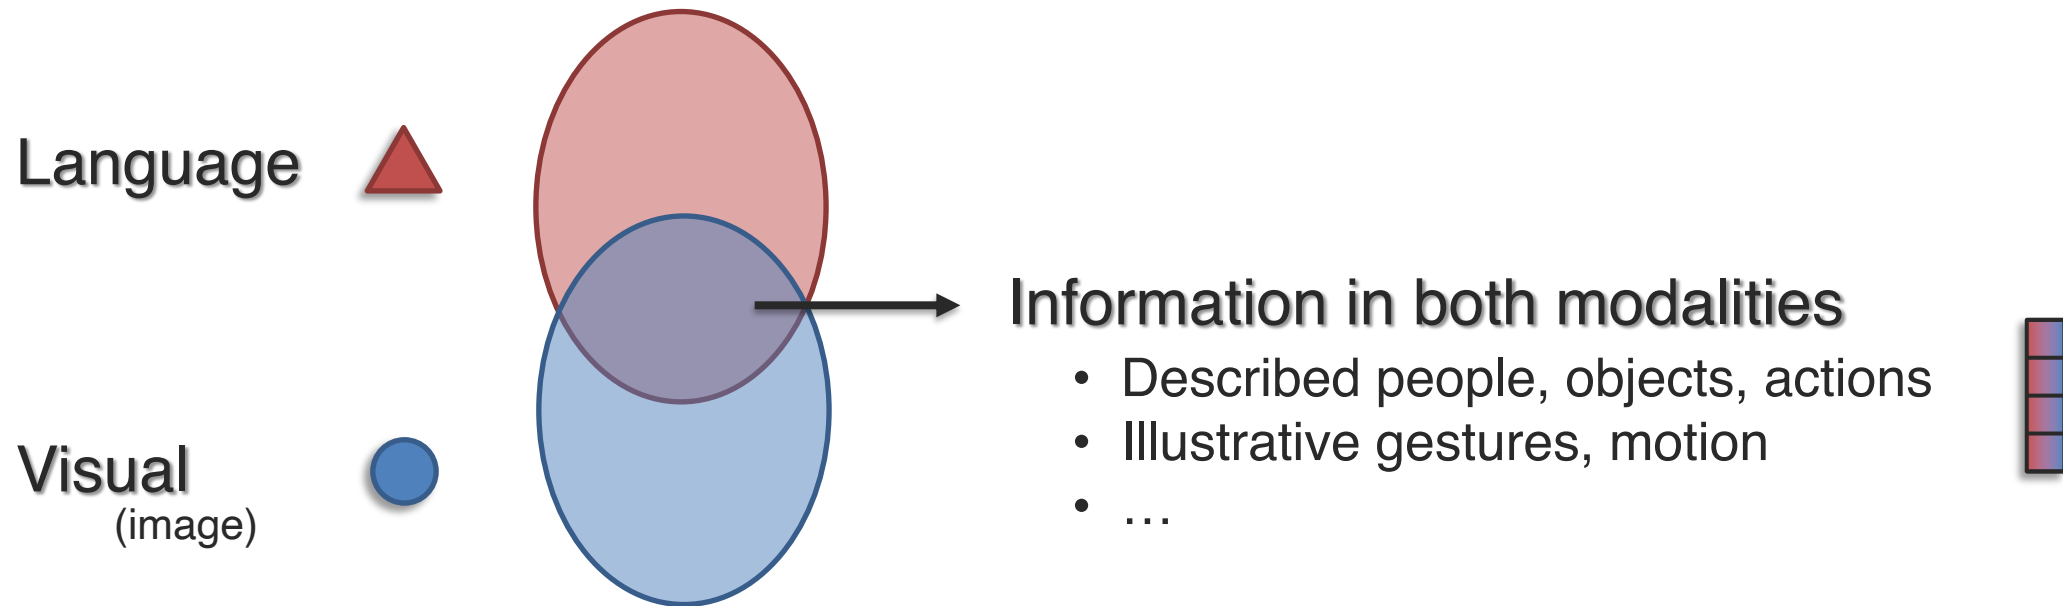 Language
Visual
(image)
Information in both modalities
• Described people, objects, actions
• Illustrative gestures, motion
• …